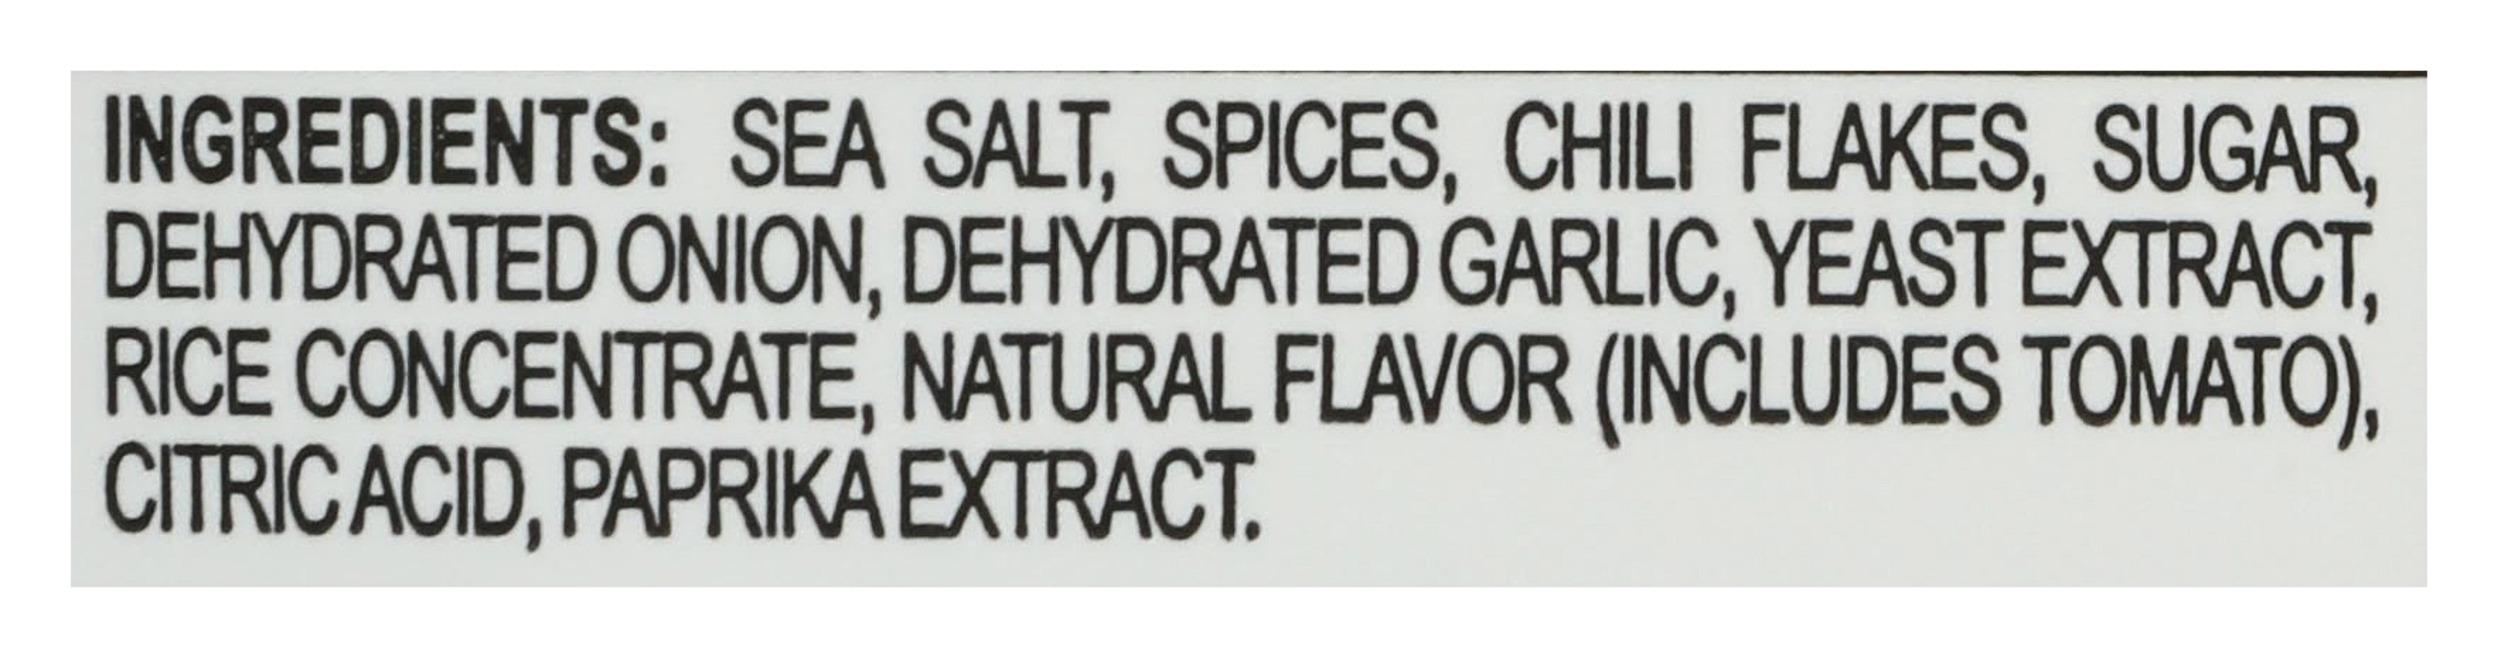 INGREDIENTS: SEA SALT, SPICES, CHILI FLAKES, SUGAR,
DEHYDRATED ONION, DEHYDRATED GARLIC, YEAST EXTRACT,
RICE CONCENTRATE, NATURAL FLAVOR (INCLUDES TOMATO),
CITRIC ACID, PAPRIKA EXTRACT.